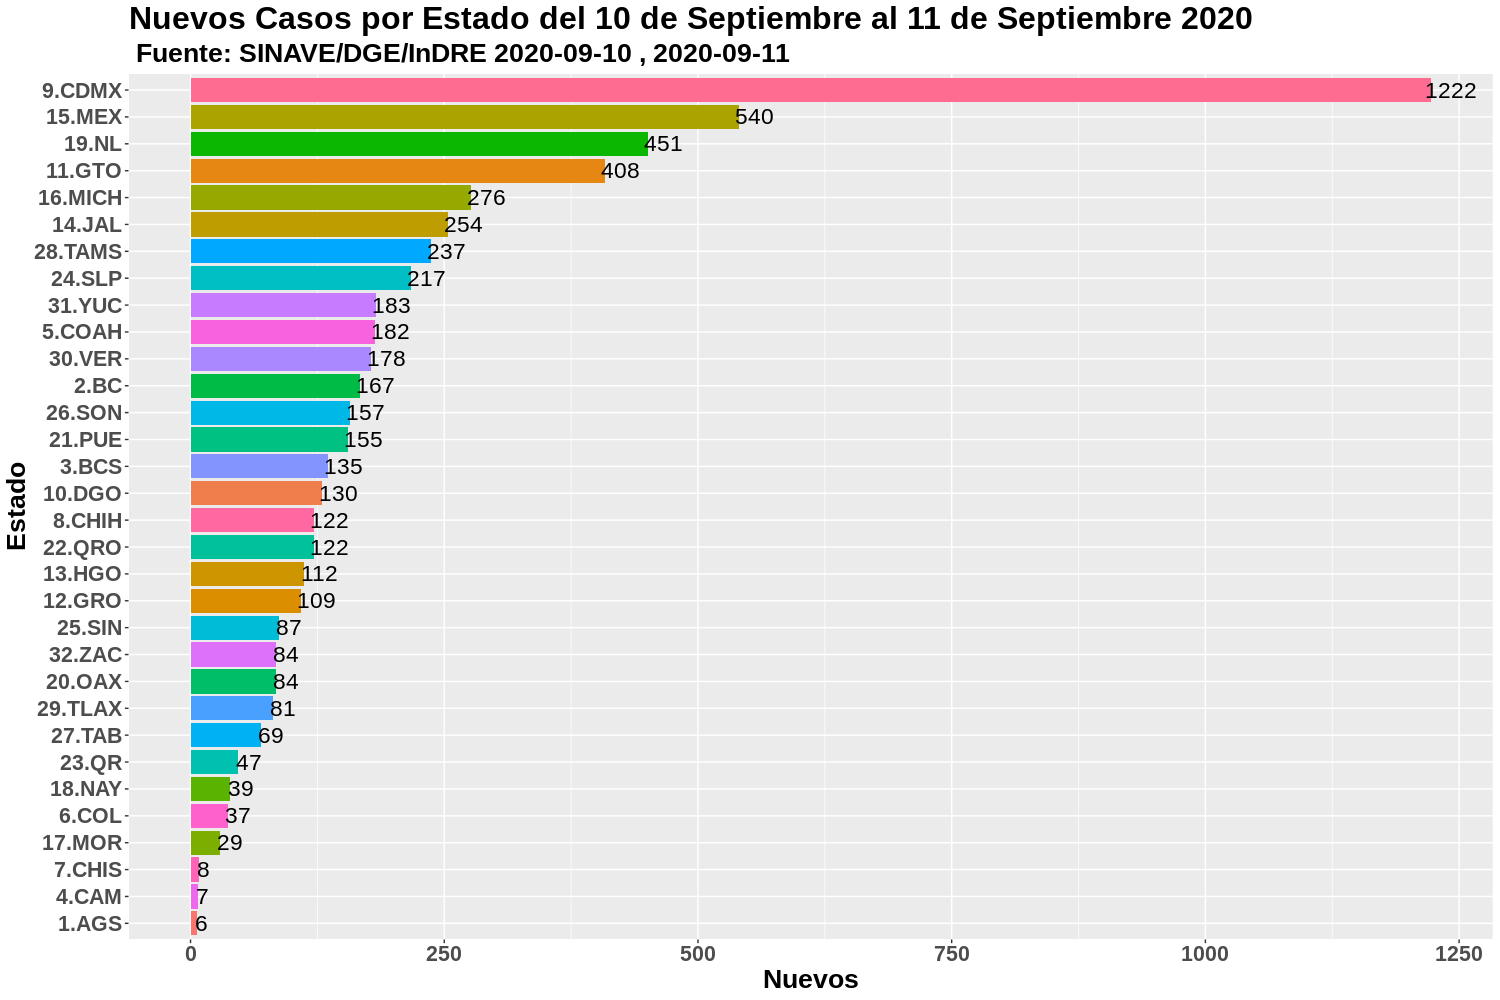 Nuevos Casos por Estado del 10 de Septiembre al 11 de Septiembre 2020
Fuente: SINAVE/DGE/InDRE 2020-09-10 , 2020-09-11
Estado
9.CDMX 1222
15.MEX 540
19.NL 451
11.GTO 408
16.MICH 276
14.JAL 254
28.TAMS 237
24.SLP 217
31.YUC 183
5.COAH 182
30.VER 178
2.BC 167
26.SON 157
21.PUE 155
3.BCS 135
10.DGO 130
8.CHIH 122
22.QRO 122
13.HGO 112
12.GRO 109
25.SIN 87
32.ZAC 84
20.OAX 84
29.TLAX 81
27.TAB 69
23.QR 47
18.NAY 39
6.COL 37
17.MOR 29
7.CHIS 8
4.CAM 7
1.AGS 6
0 250 500 750 1000 1250
Nuevos